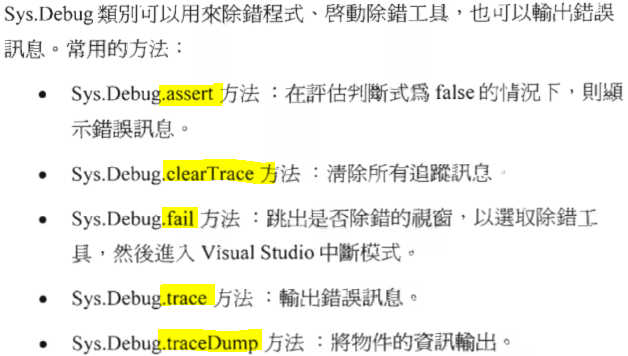 Sys.Debug 類別可以用來除錯程式、啓動除錯工具，也可以輸出錯誤
訊息。常用的方法：
• Sys.Debug.assert 方法：在評估判斷式爲 false 的情況下，則顯
示錯誤訊息。
• Sys.Debug.clearTrace 方法：清除所有追蹤訊息
• Sys.Debug.fail 方法：跳出是否除錯的視窗，以選取除錯工
具，然後進入 Visual Studio 中斷模式。
• Sys.Debug.trace 方法：輸出錯誤訊息。
• Sys.Debug.traceDump 方法：將物件的資訊輸出。